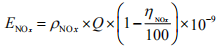 E_NOx = ρ_NOx × Q × (1 − η_NOx / 100) × 10^-9